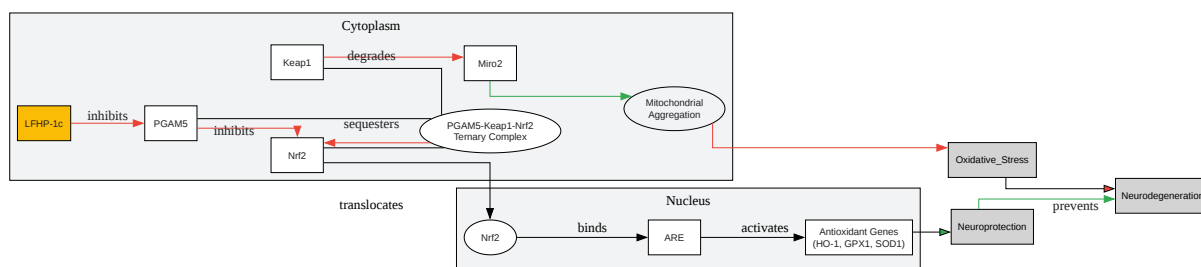 Cytoplasm
Keap1
degrades
Miro2
LFHP-1c
inhibits
PGAM5
inhibits
sequesters
PGAM5-Keap1-Nrf2
Ternary Complex
Mitochondrial
Aggregation
Nrf2
Oxidative_Stress
Neurodegeneration
translocates
Nucleus
prevents
Nrf2
binds
ARE
activates
Antioxidant Genes
(HO-1, GPX1, SOD1)
Neuroprotection